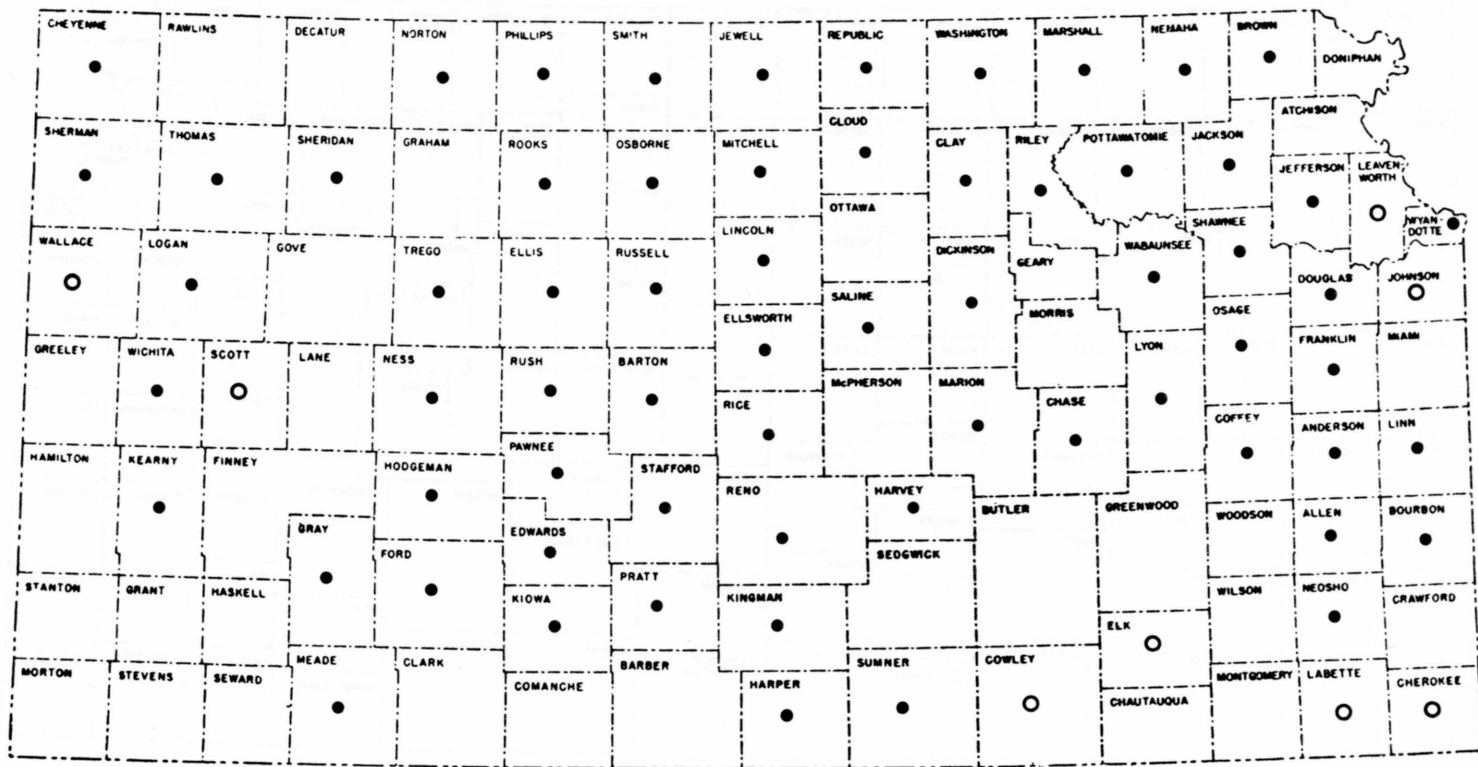 CHEYENNE
RAWLINS
DECATUR
NORTON
PHILLIPS
SMITH
JEWELL
REPUBLIC
WASHINGTON
MARSHALL
NEMAHA
BROWN
DONIPHAN
SHERMAN
THOMAS
SHERIDAN
GRAHAM
ROOKS
OSBORNE
MITCHELL
CLOUD
CLAY
RILEY
POTTAWATOMIE
JACKSON
ATCHISON
JEFFERSON
LEAVEN
WORTH
WYAN
DOTTE
WALLACE
LOGAN
GOVE
TREGO
ELLIS
RUSSELL
LINCOLN
OTTAWA
DICKINSON
GEARY
WABAUNSEE
SHAWNEE
DOUGLAS
JOHNSON
ELLSWORTH
SALINE
MORRIS
OSAGE
GREELEY
WICHITA
SCOTT
LANE
NESS
RUSH
BARTON
RICE
McPHERSON
MARION
CHASE
LYON
FRANKLIN
MIAMI
COFFEY
ANDERSON
LINN
HAMILTON
KEARNY
FINNEY
HODGEMAN
PAWNEE
STAFFORD
RENO
HARVEY
BUTLER
GREENWOOD
WOODSON
ALLEN
BOURBON
GRAY
FORD
EDWARDS
SEDGWICK
STANTON
GRANT
HASKELL
KIOWA
PRATT
KINGMAN
ELK
WILSON
NEOSHO
CRAWFORD
MORTON
STEVENS
SEWARD
MEADE
CLARK
COMANCHE
BARBER
HARPER
SUMNER
COWLEY
CHAUTAUQUA
MONTGOMERY
LABETTE
CHEROKEE